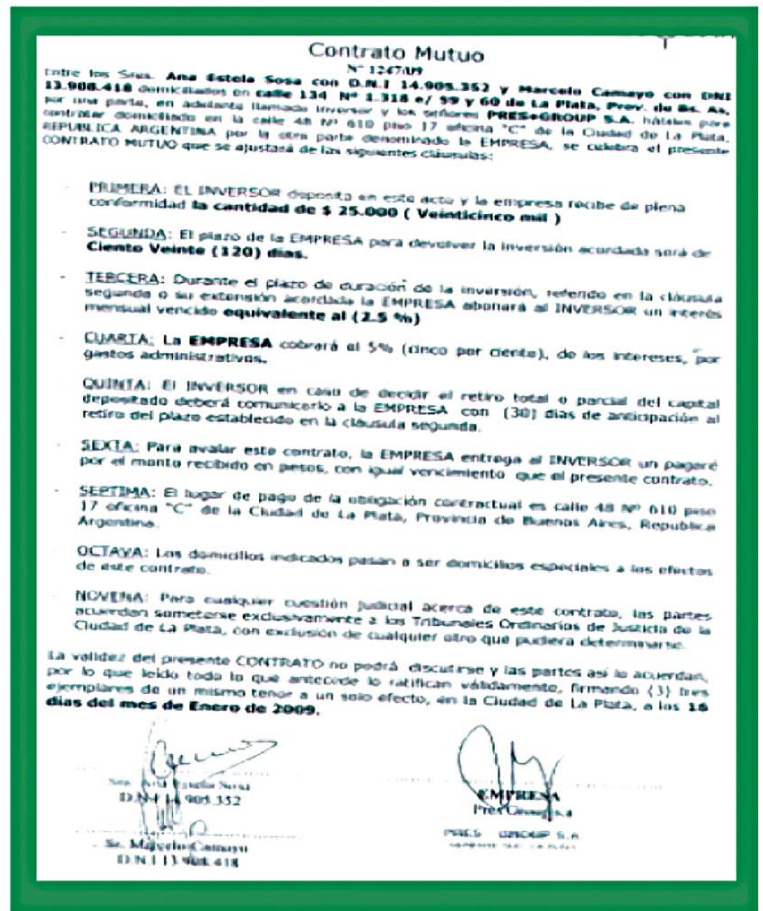 Contrato Mutuo
N° 1247/09
Entre los Sres. Ana Estela Sosa con D.N.I 14.905.352 y Marcelo Camayo con DNI
13.908.418 domiciliados en calle 134 Nº 1.318 e/ 59 y 60 de La Plata, Prov. de Bs. As,
por una parte, en adelante llamado Inversor y los señores PRES+GROUP S.A. hábiles para
contratar domiciliado en la calle 48 Nº 610 piso 17 oficina "C" de la Ciudad de La Plata,
REPUBLICA ARGENTINA por la otra parte denominado la EMPRESA, se celebra el presente
CONTRATO MUTUO que se ajustará de las siguientes cláusulas:
- PRIMERA: EL INVERSOR deposita en este acto y la empresa recibe de plena
conformidad la cantidad de $ 25.000 ( Veinticinco mil )
- SEGUNDA: El plazo de la EMPRESA para devolver la inversión acordada será de
Ciento Veinte (120) días.
- TERCERA: Durante el plazo de duración de la inversión, referido en la cláusula
segunda o su extensión acordada la EMPRESA abonará al INVERSOR un interés
mensual vencido equivalente al (2.5 %)
- CUARTA: La EMPRESA cobrará el 5% (cinco por ciento), de los intereses, por
gastos administrativos.
QUINTA: El INVERSOR en caso de decidir el retiro total o parcial del capital
depositado deberá comunicarlo a la EMPRESA con (30) días de anticipación al
retiro del plazo establecido en la cláusula segunda.
- SEXTA: Para avalar este contrato, la EMPRESA entrega al INVERSOR un pagaré
por el monto recibido en pesos, con igual vencimiento que el presente contrato.
- SEPTIMA: El lugar de pago de la obligación contractual es calle 48 Nº 610 piso
17 oficina "C" de la Ciudad de La Plata, Provincia de Buenos Aires, Republica
Argentina.
OCTAVA: Los domicilios indicados pasan a ser domicilios especiales a los efectos
de este contrato.
- NOVENA: Para cualquier cuestión judicial acerca de este contrato, las partes
acuerdan someterse exclusivamente a los Tribunales Ordinarios de Justicia de la
Ciudad de La Plata, con exclusión de cualquier otro que pudiera determinarse.
La validez del presente CONTRATO no podrá discutirse y las partes así lo acuerdan,
por lo que leído todo lo que antecede lo ratifican válidamente, firmando (3) tres
ejemplares de un mismo tenor a un solo efecto, en la Ciudad de La Plata, a los 16
días del mes de Enero de 2009.
Sra. Ana Estela Sosa
D.N.I 14.905.352
EMPRESA
Pres Group s.a
Sr. Marcelo Camayo
D.N.I 13.908.418
PRES GROUP S.A.